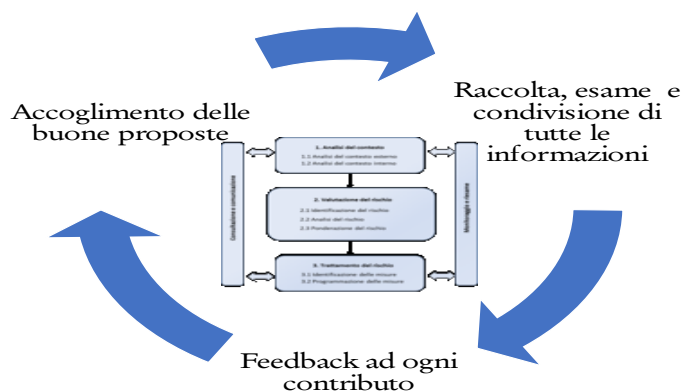 Accoglimento delle
buone proposte
Raccolta, esame e
condivisione di
tutte le
informazioni
1. Analisi del contesto
1.1 Analisi del contesto esterno
1.2 Analisi del contesto interno
2. Valutazione del rischio
2.1 Identificazione del rischio
2.2 Analisi del rischio
2.3 Ponderazione del rischio
3. Trattamento del rischio
3.1 Identificazione delle misure
3.2 Programmazione delle misure
Consultazione e comunicazione
Monitoraggio e riesame
Feedback ad ogni
contributo